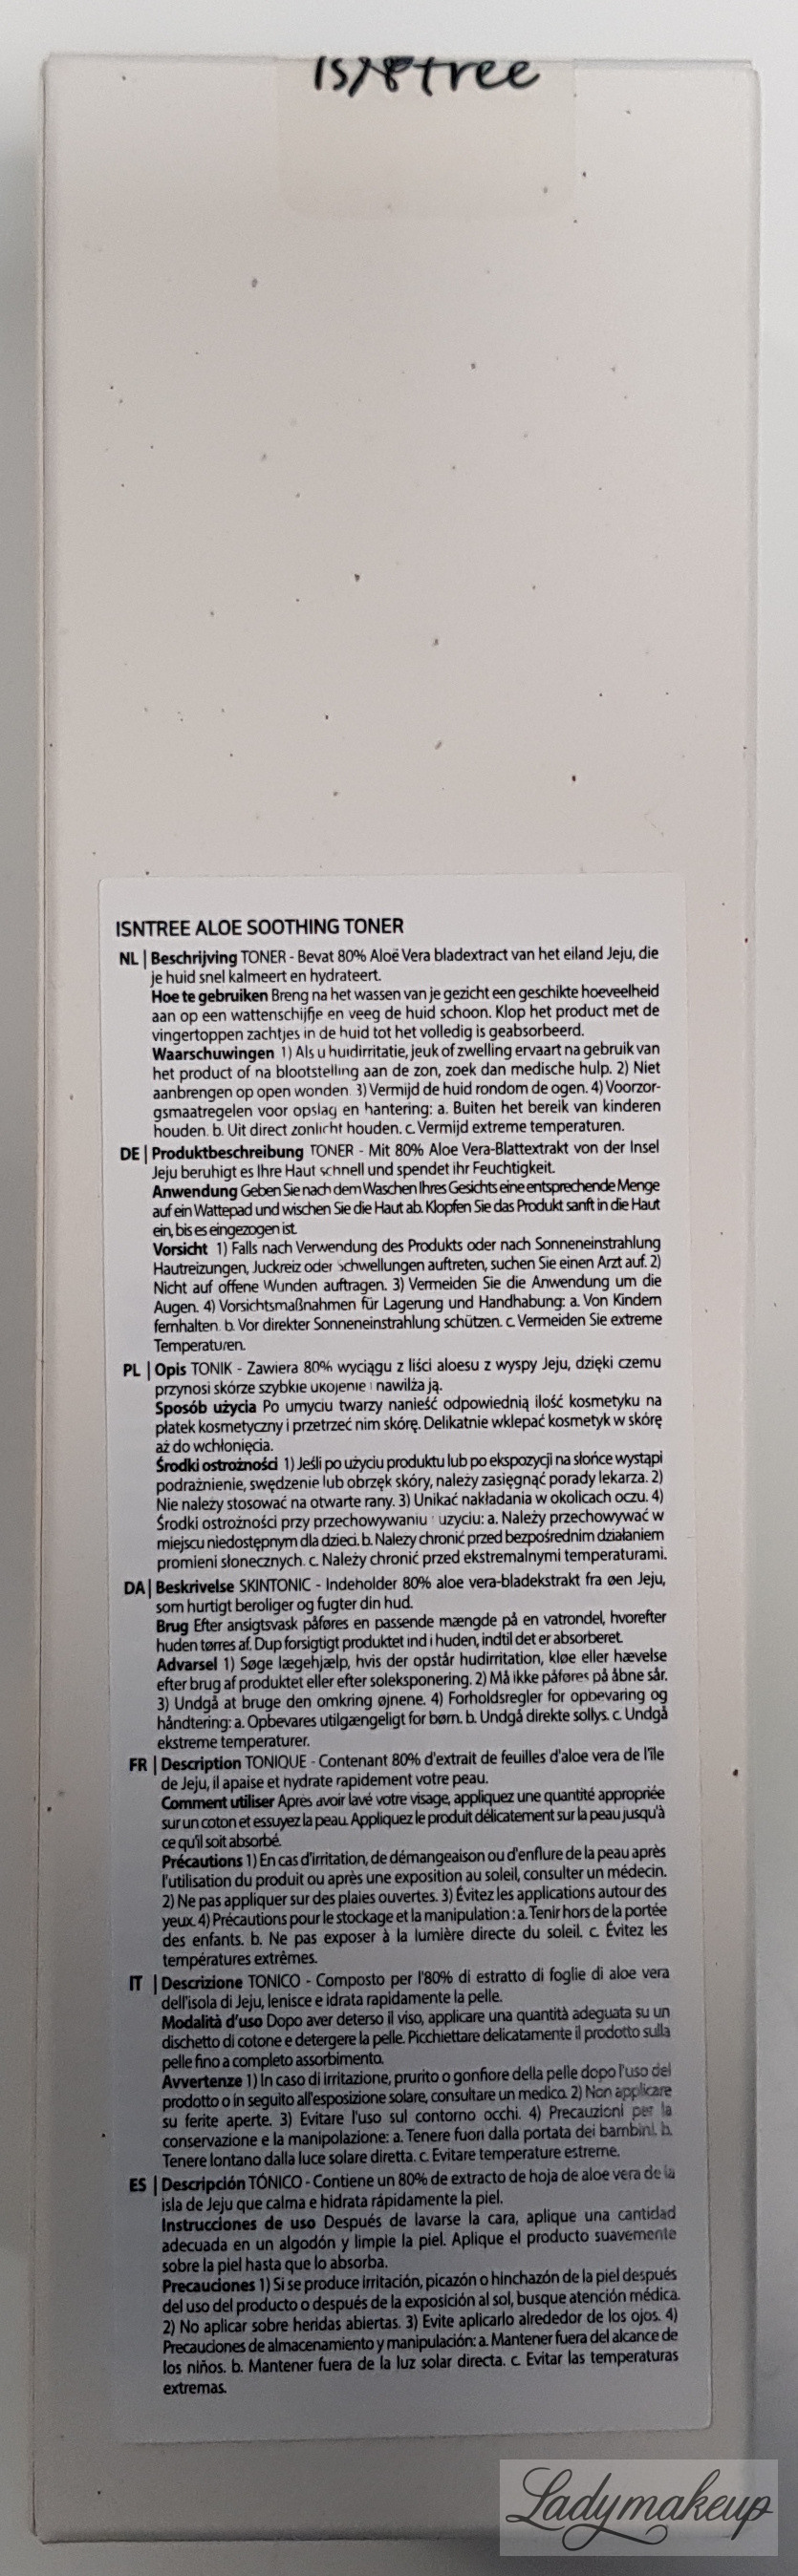 ISNtree
ISNTREE ALOE SOOTHING TONER
NL | Beschrijving TONER - Bevat 80% Aloë Vera bladextract van het eiland Jeju, die
je huid snel kalmeert en hydrateert.
Hoe te gebruiken Breng na het wassen van je gezicht een geschikte hoeveelheid
aan op een wattenschijfje en veeg de huid schoon. Klop het product met de
vingertoppen zachtjes in de huid tot het volledig is geabsorbeerd.
Waarschuwingen 1) Als u huidirritatie, jeuk of zwelling ervaart na gebruik van
het product of na blootstelling aan de zon, zoek dan medische hulp. 2) Niet
aanbrengen op open wonden. 3) Vermijd de huid rondom de ogen. 4) Voorzor-
gsmaatregelen voor opslag en hantering: a. Buiten het bereik van kinderen
houden. b. Uit direct zonlicht houden. c. Vermijd extreme temperaturen.
DE | Produktbeschreibung TONER - Mit 80% Aloe Vera-Blattextrakt von der Insel
Jeju beruhigt es Ihre Haut schnell und spendet ihr Feuchtigkeit.
Anwendung Geben Sie nach dem Waschen Ihres Gesichts eine entsprechende Menge
auf ein Wattepad und wischen Sie die Haut ab. Klopfen Sie das Produkt sanft in die Haut
ein, bis es eingezogen ist.
Vorsicht 1) Falls nach Verwendung des Produkts oder nach Sonneneinstrahlung
Hautreizungen, Juckreiz oder Schwellungen auftreten, suchen Sie einen Arzt auf. 2)
Nicht auf offene Wunden auftragen. 3) Vermeiden Sie die Anwendung um die
Augen. 4) Vorsichtsmaßnahmen für Lagerung und Handhabung: a. Von Kindern
fernhalten. b. Vor direkter Sonneneinstrahlung schützen. c. Vermeiden Sie extreme
Temperaturen.
PL | Opis TONIK - Zawiera 80% wyciągu z liści aloesu z wyspy Jeju, dzięki czemu
przynosi skórze szybkie ukojenie i nawilża ją.
Sposób użycia Po umyciu twarzy nanieść odpowiednią ilość kosmetyku na
płatek kosmetyczny i przetrzeć nim skórę. Delikatnie wklepać kosmetyk w skórę
aż do wchłonięcia.
Środki ostrożności 1) Jeśli po użyciu produktu lub po ekspozycji na słońce wystąpi
podrażnienie, swędzenie lub obrzęk skóry, należy zasięgnąć porady lekarza. 2)
Nie należy stosować na otwarte rany. 3) Unikać nakładania w okolicach oczu. 4)
Środki ostrożności przy przechowywaniu i użyciu: a. Należy przechowywać w
miejscu niedostępnym dla dzieci. b. Należy chronić przed bezpośrednim działaniem
promieni słonecznych. c. Należy chronić przed ekstremalnymi temperaturami.
DA | Beskrivelse SKINTONIC - Indeholder 80% aloe vera-bladekstrakt fra øen Jeju,
som hurtigt beroliger og fugter din hud.
Brug Efter ansigtsvask påføres en passende mængde på en vatrondel, hvorefter
huden tørres af. Dup forsigtigt produktet ind i huden, indtil det er absorberet.
Advarsel 1) Søge lægehjælp, hvis der opstår hudirritation, kløe eller hævelse
efter brug af produktet eller efter soleksponering. 2) Må ikke påføres på åbne sår.
3) Undgå at bruge den omkring øjnene. 4) Forholdsregler for opbevaring og
håndtering: a. Opbevares utilgængeligt for børn. b. Undgå direkte sollys. c. Undgå
ekstreme temperaturer.
FR | Description TONIQUE - Contenant 80% d'extrait de feuilles d'aloe vera de l'île
de Jeju, il apaise et hydrate rapidement votre peau.
Comment utiliser Après avoir lavé votre visage, appliquez une quantité appropriée
sur un coton et essuyez la peau. Appliquez le produit délicatement sur la peau jusqu'à
ce qu'il soit absorbé.
Précautions 1) En cas d'irritation, de démangeaison ou d'enflure de la peau après
l'utilisation du produit ou après une exposition au soleil, consulter un médecin.
2) Ne pas appliquer sur des plaies ouvertes. 3) Évitez les applications autour des
yeux. 4) Précautions pour le stockage et la manipulation : a. Tenir hors de la portée
des enfants. b. Ne pas exposer à la lumière directe du soleil. c. Évitez les
températures extrêmes.
IT | Descrizione TONICO - Composto per l'80% di estratto di foglie di aloe vera
dell'isola di Jeju, lenisce e idrata rapidamente la pelle.
Modalità d'uso Dopo aver deterso il viso, applicare una quantità adeguata su un
dischetto di cotone e detergere la pelle. Picchiettare delicatamente il prodotto sulla
pelle fino a completo assorbimento.
Avvertenze 1) In caso di irritazione, prurito o gonfiore della pelle dopo l'uso del
prodotto o in seguito all'esposizione solare, consultare un medico. 2) Non applicare
su ferite aperte. 3) Evitare l'uso sul contorno occhi. 4) Precauzioni per la
conservazione e la manipolazione: a. Tenere fuori dalla portata dei bambini. b.
Tenere lontano dalla luce solare diretta. c. Evitare temperature estreme.
ES | Descripción TÓNICO - Contiene un 80% de extracto de hoja de aloe vera de la
isla de Jeju que calma e hidrata rápidamente la piel.
Instrucciones de uso Después de lavarse la cara, aplique una cantidad
adecuada en un algodón y limpie la piel. Aplique el producto suavemente
sobre la piel hasta que lo absorba.
Precauciones 1) Si se produce irritación, picazón o hinchazón de la piel después
del uso del producto o después de la exposición al sol, busque atención médica.
2) No aplicar sobre heridas abiertas. 3) Evite aplicarlo alrededor de los ojos. 4)
Precauciones de almacenamiento y manipulación: a. Mantener fuera del alcance de
los niños. b. Mantener fuera de la luz solar directa. c. Evitar las temperaturas
extremas.
Ladymakeup